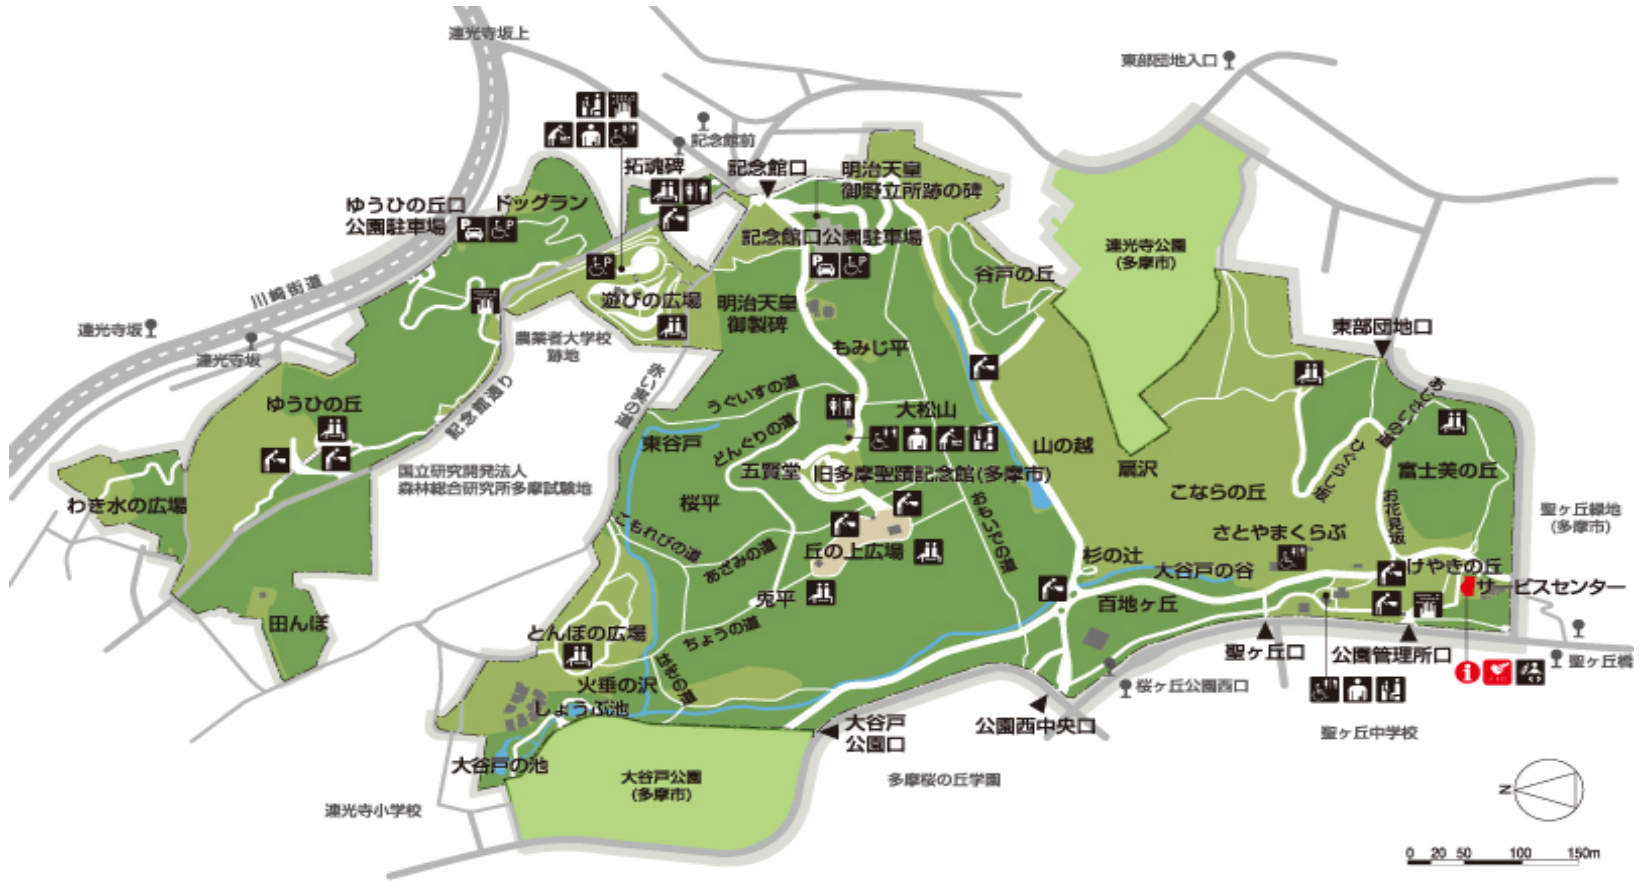 連光寺坂上
東部団地入口
記念館前
拓魂碑
記念館口
明治天皇
御野立所跡の碑
ゆうひの丘口
公園駐車場
ドッグラン
記念館口公園駐車場
連光寺公園
(多摩市)
谷戸の丘
川崎街道
遊びの広場
明治天皇
御製碑
連光寺坂
連光寺坂
農業者大学校
跡地
東部団地口
もみじ平
赤い実の道
うぐいすの道
ゆうひの丘
記念館通り
大松山
東谷戸
どんぐりの道
山の越
扇沢
ひぐらし坂
富士美の丘
国立研究開発法人
森林総合研究所多摩試験地
五賢堂
旧多摩聖蹟記念館(多摩市)
こならの丘
わき水の広場
桜平
おもいでの道
お花見坂
聖ヶ丘緑地
(多摩市)
こもれびの道
さとやまくらぶ
あざみの道
丘の上広場
杉の辻
大谷戸の谷
けやきの丘
サービスセンター
兎平
百地ヶ丘
田んぼ
とんぼの広場
ちょうの道
聖ヶ丘口
公園管理所口
聖ヶ丘橋
火垂の沢
桜ヶ丘公園西口
しょうぶ池
大谷戸
公園口
公園西中央口
聖ヶ丘中学校
大谷戸の池
大谷戸公園
(多摩市)
多摩桜の丘学園
連光寺小学校
N
0 20 50 100 150m